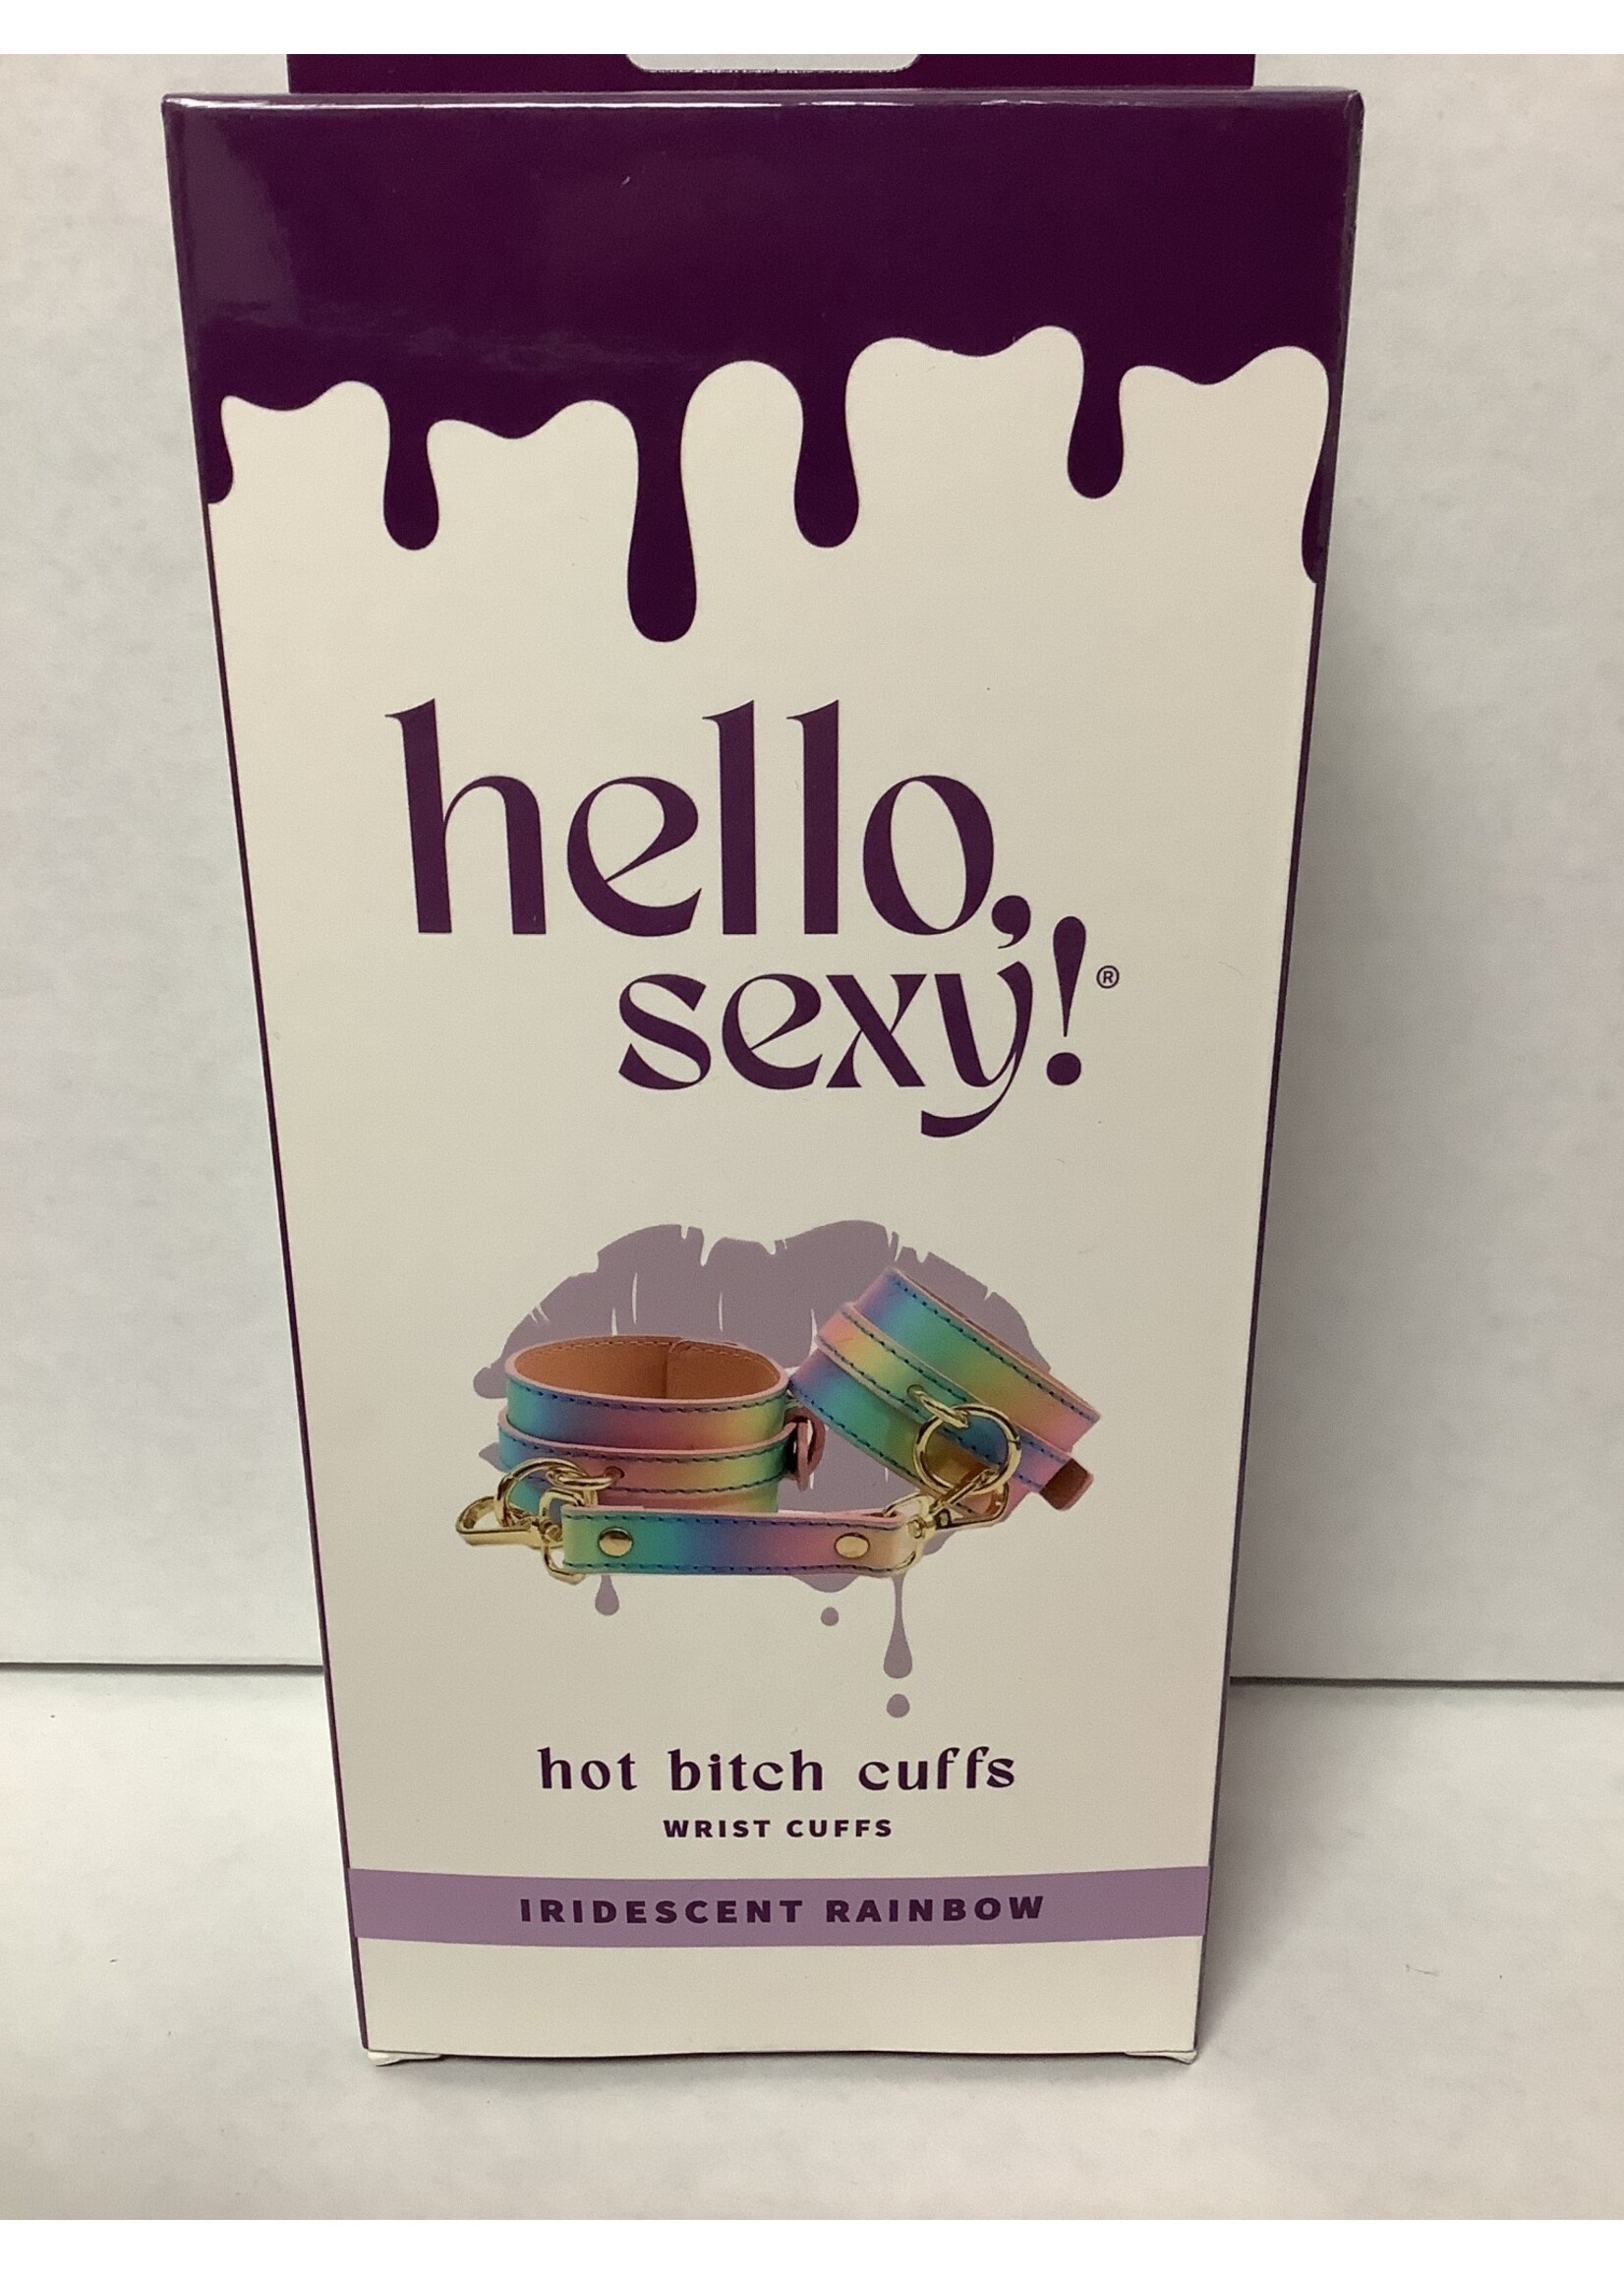 hello,
sexy!®
hot bitch cuffs
WRIST CUFFS
IRIDESCENT RAINBOW